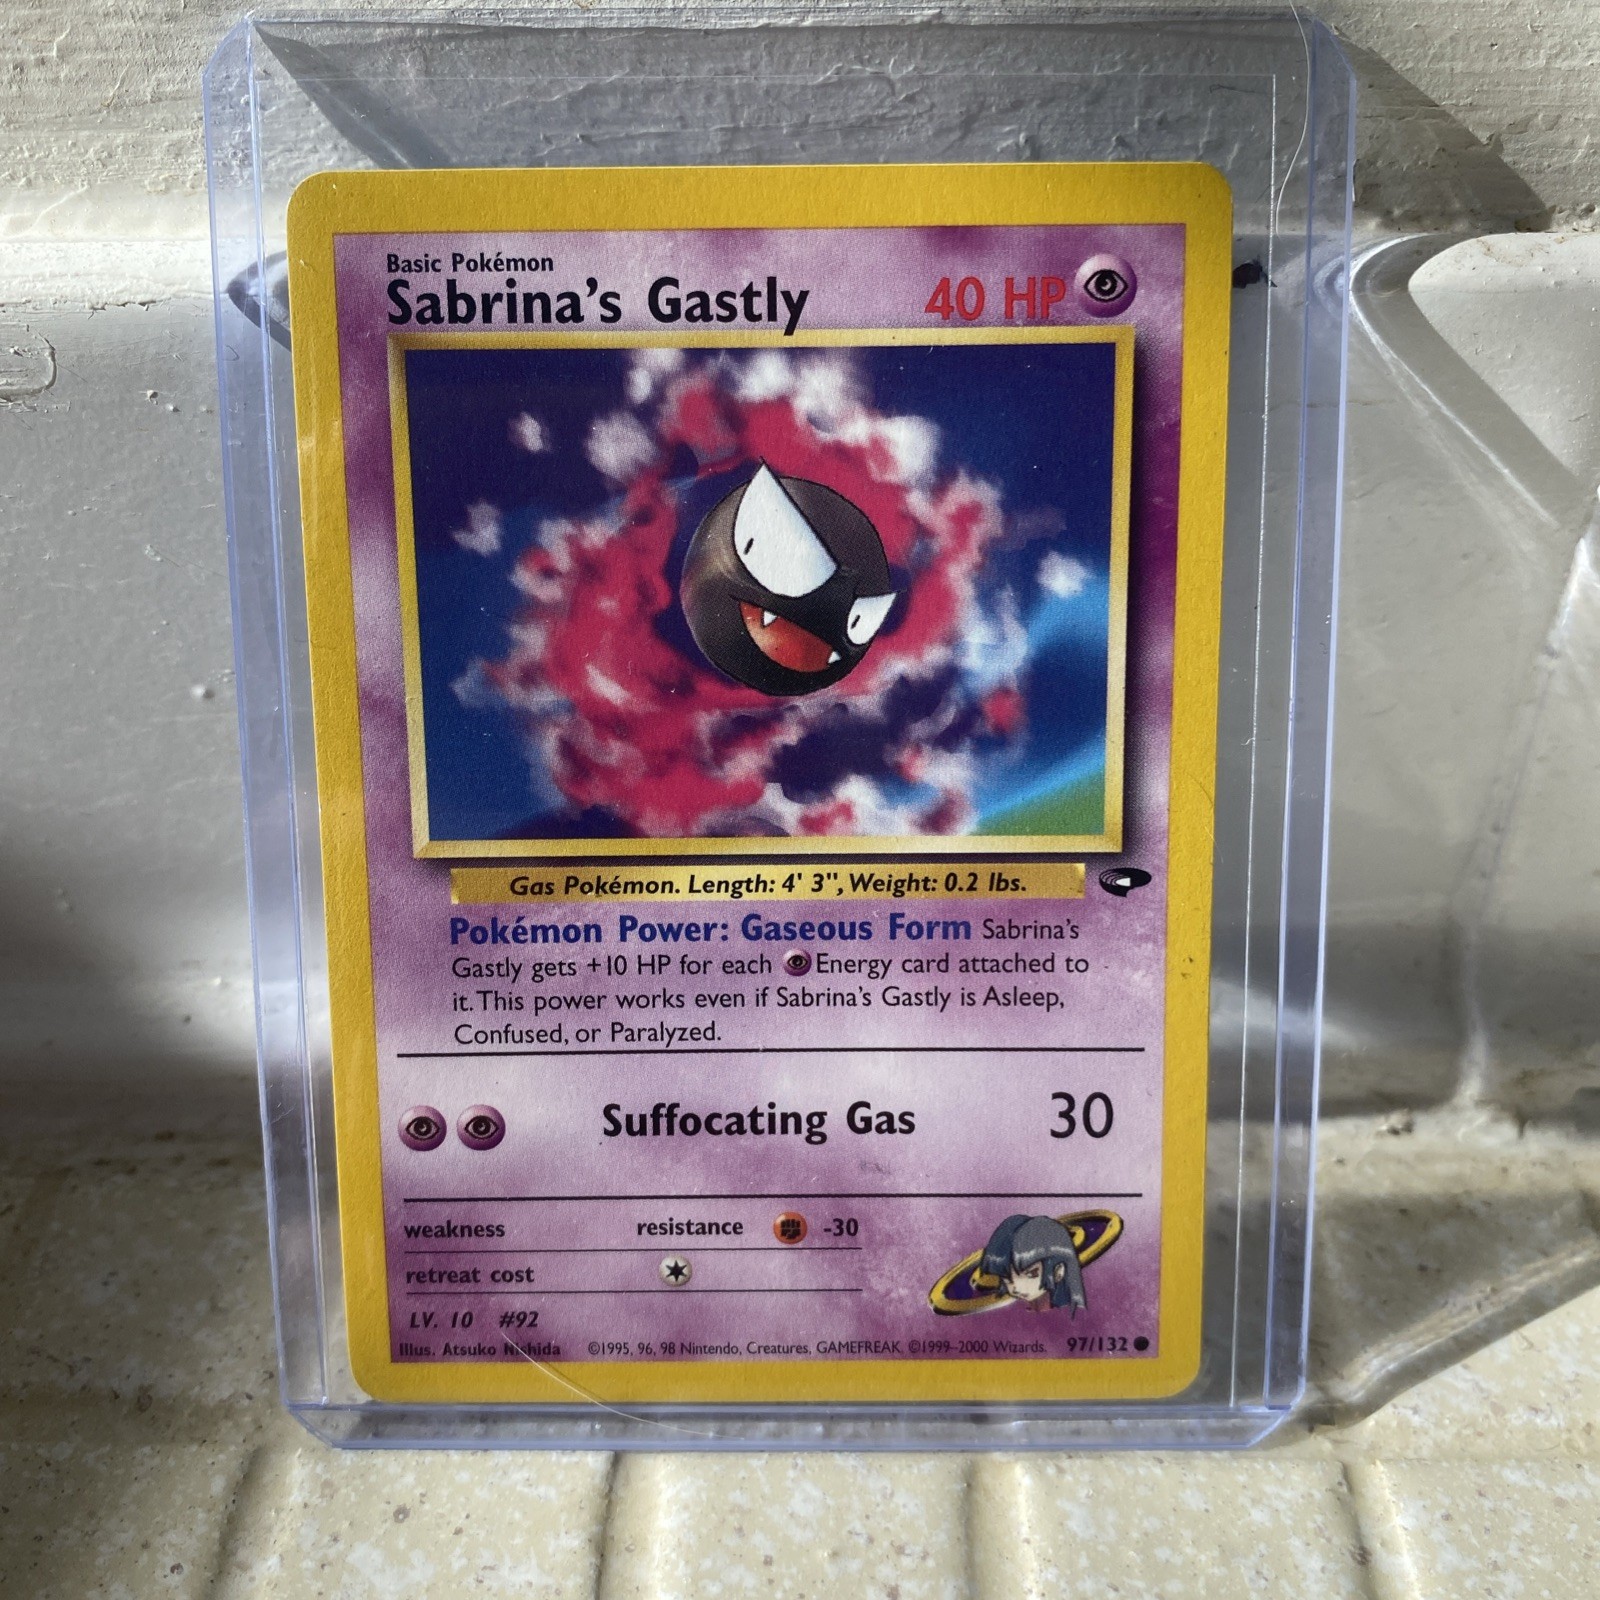 Basic Pokémon
Sabrina's Gastly 40 HP
Gas Pokémon. Length: 4' 3", Weight: 0.2 lbs.
Pokémon Power: Gaseous Form Sabrina's
Gastly gets +10 HP for each Energy card attached to
it. This power works even if Sabrina's Gastly is Asleep,
Confused, or Paralyzed.
Suffocating Gas 30
weakness resistance -30
retreat cost
LV. 10 #92
Illus. Atsuko Nishida ©1995, 96, 98 Nintendo, Creatures, GAMEFREAK. ©1999–2000 Wizards. 97/132